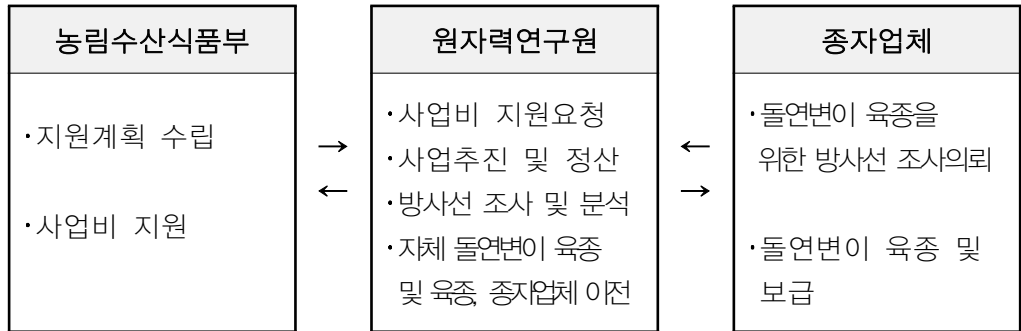 농림수산식품부
·지원계획 수립
·사업비 지원
→
←
원자력연구원
·사업비 지원요청
·사업추진 및 정산
·방사선 조사 및 분석
·자체 돌연변이 육종
및 육종, 종자업체 이전
←
→
종자업체
·돌연변이 육종을
위한 방사선 조사의뢰
·돌연변이 육종 및
보급